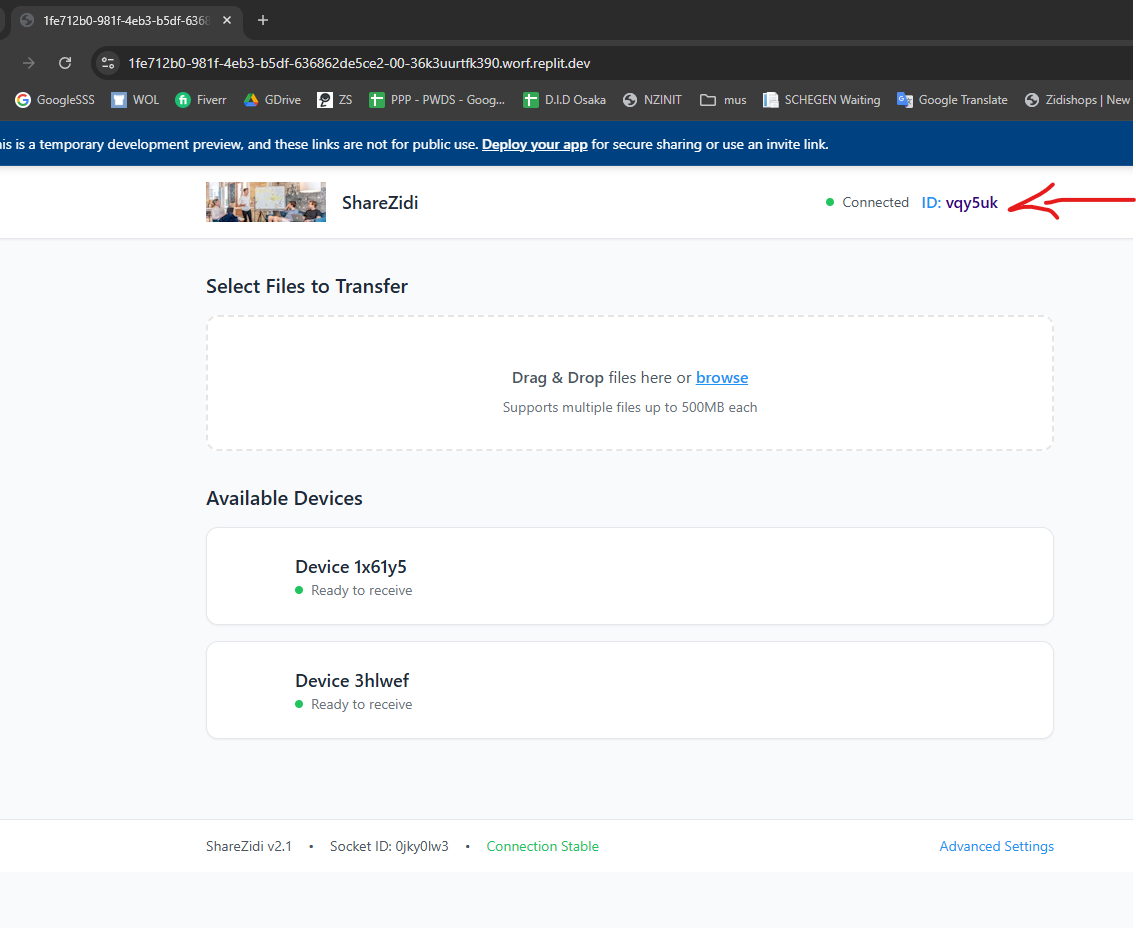 1fe712b0-981f-4eb3-b5df-6368
1fe712b0-981f-4eb3-b5df-636862de5ce2-00-36k3uurtfk390.worf.replit.dev
GoogleSSS WOL Fiverr GDrive ZS PPP - PWDS - Goog... D.I.D Osaka NZINIT mus SCHEGEN Waiting Google Translate Zidishops | New
is is a temporary development preview, and these links are not for public use. Deploy your app for secure sharing or use an invite link.
ShareZidi
Connected ID: vqy5uk
Select Files to Transfer
Drag & Drop files here or browse
Supports multiple files up to 500MB each
Available Devices
Device 1x61y5
Ready to receive
Device 3hlwef
Ready to receive
ShareZidi v2.1 • Socket ID: 0jky0lw3 • Connection Stable
Advanced Settings